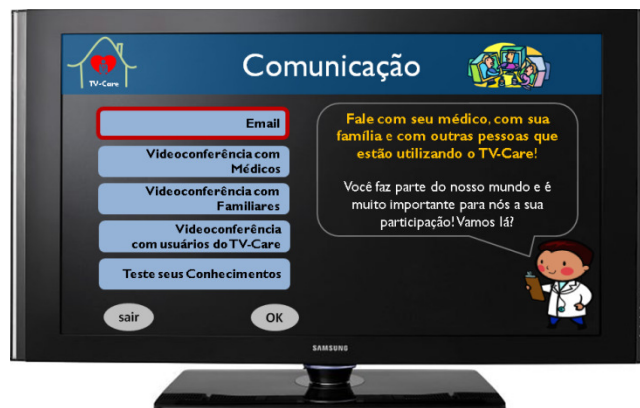 TV-Care
Comunicação
Email
Videoconferência com
Médicos
Videoconferência com
Familiares
Videoconferência
com usuários do TV-Care
Teste seus Conhecimentos
sair
OK
Fale com seu médico, com sua
família e com outras pessoas que
estão utilizando o TV-Care!
Você faz parte do nosso mundo e é
muito importante para nós a sua
participação! Vamos lá?
SAMSUNG